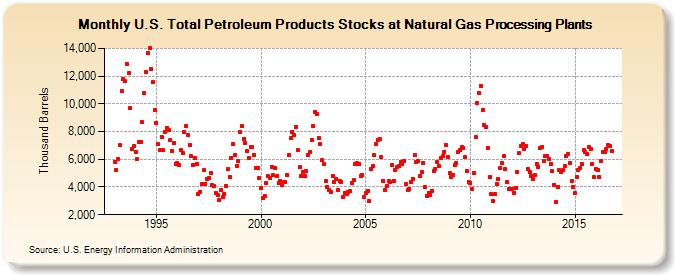 Monthly U.S. Total Petroleum Products Stocks at Natural Gas Processing Plants
Thousand Barrels
14,000
12,000
10,000
8,000
6,000
4,000
2,000
1995 2000 2005 2010 2015
Source: U.S. Energy Information Administration